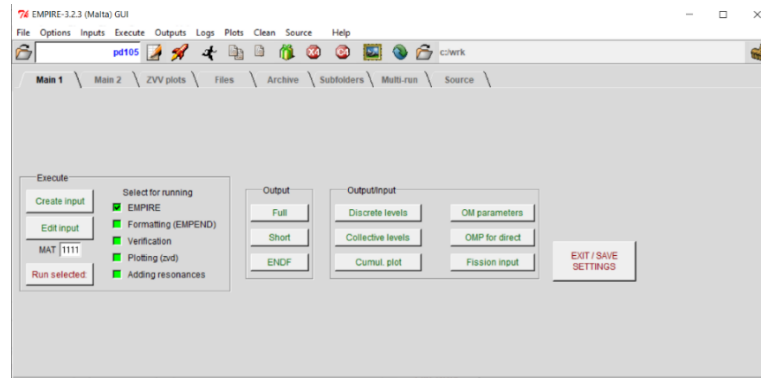 EMPIRE-3.2.3 (Malta) GUI
File Options Inputs Execute Outputs Logs Plots Clean Source Help
pd105 c:/wrk
Main 1 Main 2 ZVV plots Files Archive Subfolders Multi-run Source
Execute
Create input
Edit input
MAT 1111
Run selected:
Select for running
EMPIRE
Formatting (EMPEND)
Verification
Plotting (zvd)
Adding resonances
Output
Full
Short
ENDF
Output/Input
Discrete levels OM parameters
Collective levels OMP for direct
Cumul. plot Fission input
EXIT / SAVE
SETTINGS